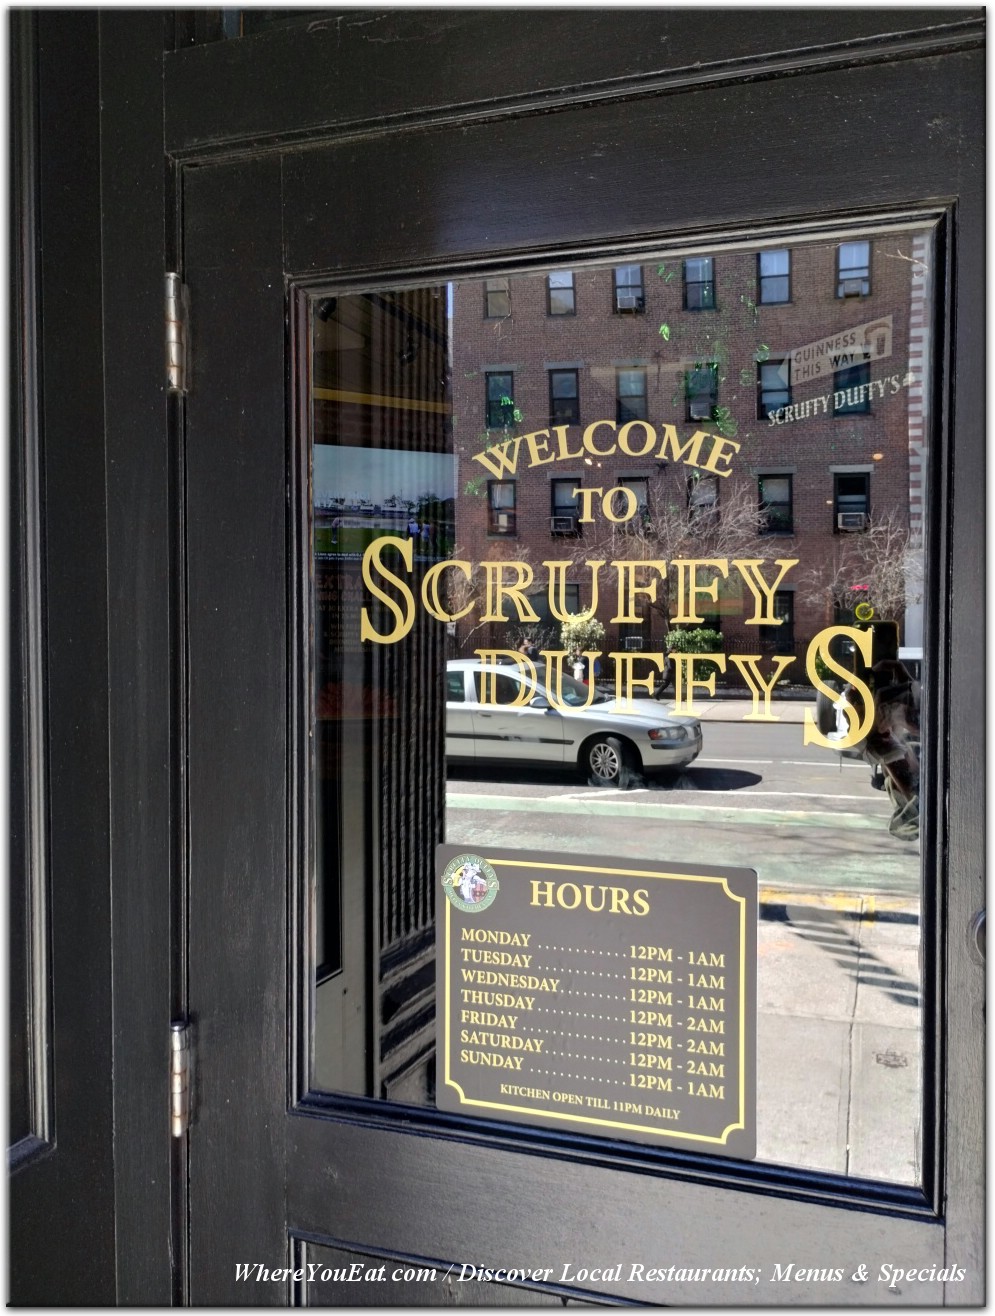 GUINNESS
THIS WAY
SCRUFFY DUFFY'S
WELCOME
TO
SCRUFFY
DUFFYS
HOURS
MONDAY ............ 12PM - 1AM
TUESDAY ............ 12PM - 1AM
WEDNESDAY ......... 12PM - 1AM
THUSDAY ............ 12PM - 2AM
FRIDAY .............. 12PM - 2AM
SATURDAY ........... 12PM - 2AM
SUNDAY ............. 12PM - 1AM
KITCHEN OPEN TILL 11PM DAILY
WhereYouEat.com / Discover Local Restaurants; Menus & Specials